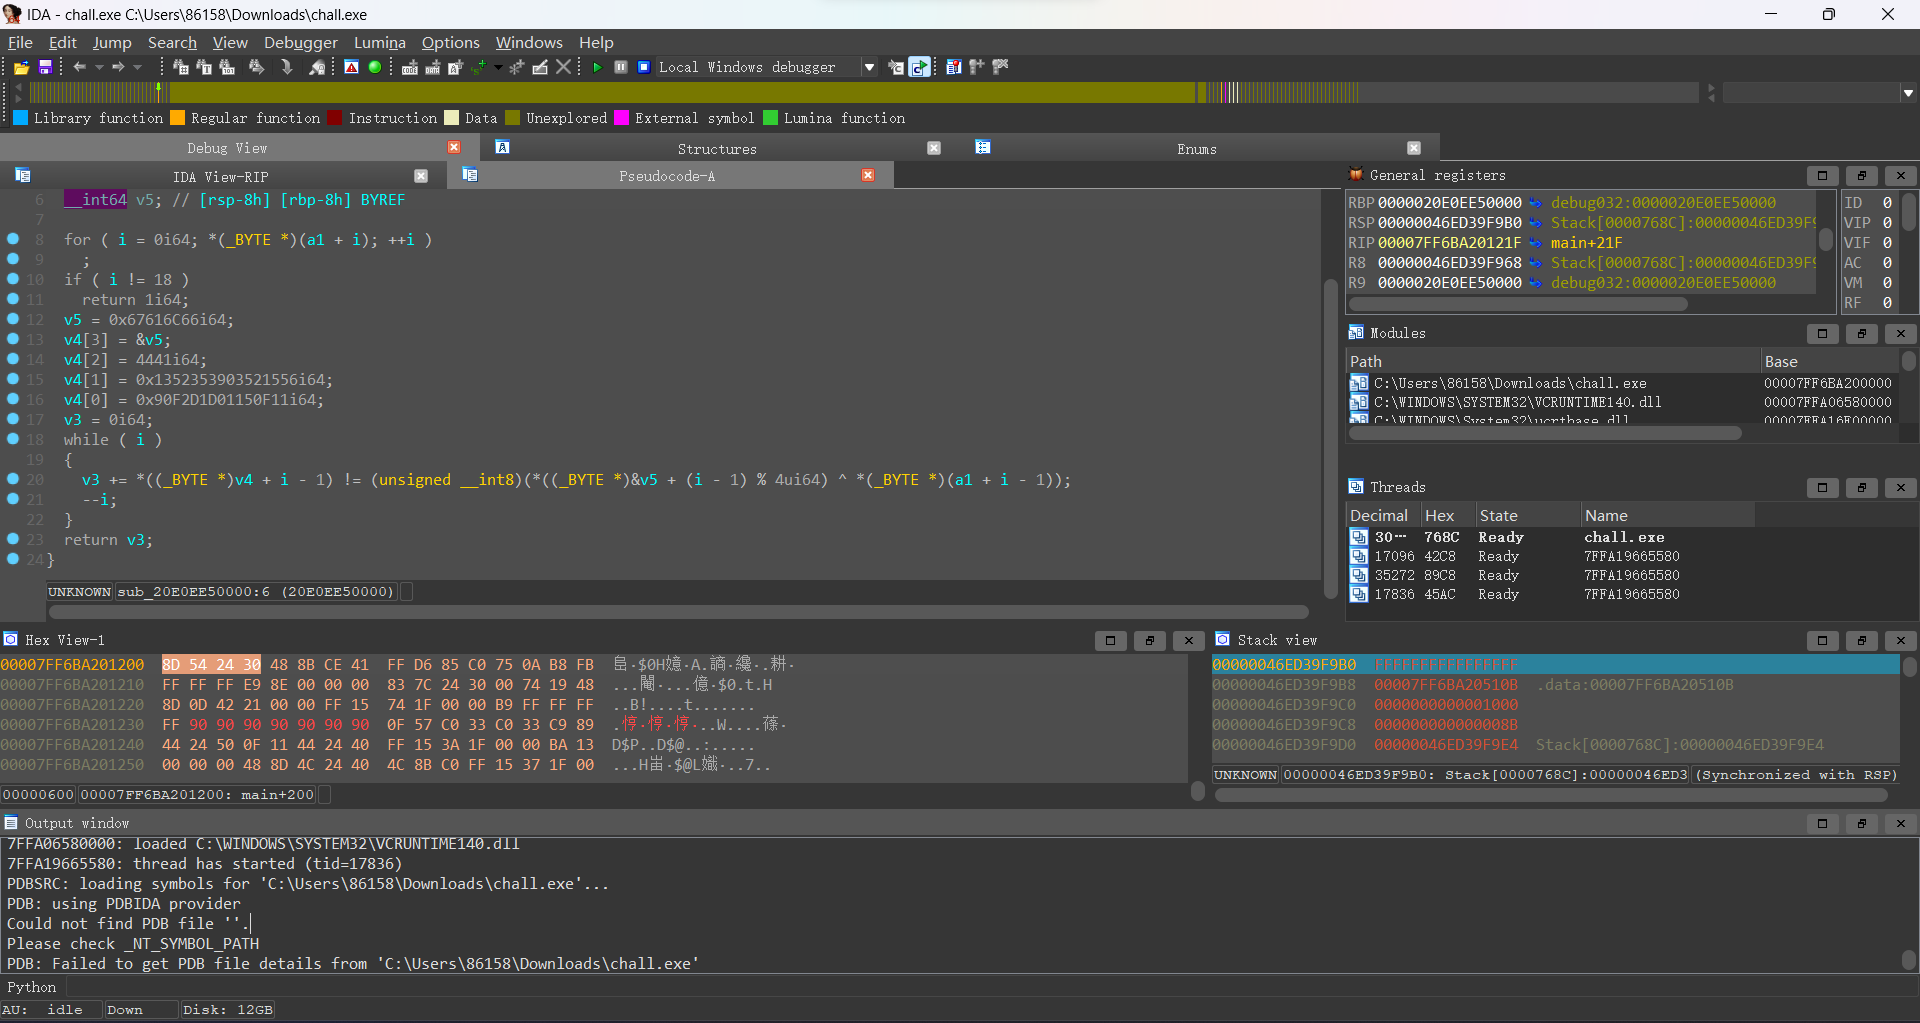 IDA - chall.exe C:\Users\86158\Downloads\chall.exe
File Edit Jump Search View Debugger Lumina Options Windows Help
Local Windows debugger
Library function Regular function Instruction Data Unexplored External symbol Lumina function
Debug View Structures Enums
IDA View-RIP Pseudocode-A
6 __int64 v5; // [rsp-8h] [rbp-8h] BYREF
7
8 for ( i = 0i64; *(_BYTE *)(a1 + i); ++i )
9 ;
10 if ( i != 18 )
11 return 1i64;
12 v5 = 0x67616C66i64;
13 v4[3] = &v5;
14 v4[2] = 4441i64;
15 v4[1] = 0x1352353903521556i64;
16 v4[0] = 0x90F2D1D01150F11i64;
17 v3 = 0i64;
18 while ( i )
19 {
20 v3 += *((_BYTE *)v4 + i - 1) != (unsigned __int8)(*((_BYTE *)&v5 + (i - 1) % 4ui64) ^ *(_BYTE *)(a1 + i - 1));
21 --i;
22 }
23 return v3;
24 }
UNKNOWN sub_20E0EE50000:6 (20E0EE50000)
General registers
RBP 0000020E0EE50000 debug032:0000020E0EE50000
RSP 00000046ED39F9B0 Stack[0000768C]:00000046ED39F9
RIP 00007FF6BA20121F main+21F
R8 00000046ED39F968 Stack[0000768C]:00000046ED39F9
R9 0000020E0EE50000 debug032:0000020E0EE50000
ID 0
VIP 0
VIF 0
AC 0
VM 0
RF 0
Modules
Path Base
C:\Users\86158\Downloads\chall.exe 00007FF6BA200000
C:\WINDOWS\SYSTEM32\VCRUNTIME140.dll 00007FFA06580000
C:\WINDOWS\System32\ucrtbase.dll 00007FFA16E00000
Threads
Decimal Hex State Name
30… 768C Ready chall.exe
17096 42C8 Ready 7FFA19665580
35272 89C8 Ready 7FFA19665580
17836 45AC Ready 7FFA19665580
Hex View-1
00007FF6BA201200 8D 54 24 30 48 8B CE 41 FF D6 85 C0 75 0A B8 FB
00007FF6BA201210 FF FF FF E9 8E 00 00 00 83 7C 24 30 00 74 19 48
00007FF6BA201220 8D 0D 42 21 00 00 FF 15 74 1F 00 00 B9 FF FF FF ..B!....t.......
00007FF6BA201230 FF 90 90 90 90 90 90 90 0F 57 C0 33 C0 33 C9 89
00007FF6BA201240 44 24 50 0F 11 44 24 40 FF 15 3A 1F 00 00 BA 13 D$P..D$@..:.....
00007FF6BA201250 00 00 00 48 8D 4C 24 40 4C 8B C0 FF 15 37 1F 00
00000600 00007FF6BA201200: main+200
Stack view
00000046ED39F9B0 FFFFFFFFFFFFFFFF
00000046ED39F9B8 00007FF6BA20510B .data:00007FF6BA20510B
00000046ED39F9C0 0000000000001000
00000046ED39F9C8 000000000000008B
00000046ED39F9D0 00000046ED39F9E4 Stack[0000768C]:00000046ED39F9E4
UNKNOWN 00000046ED39F9B0: Stack[0000768C]:00000046ED3 (Synchronized with RSP)
Output window
7FFA06580000: loaded C:\WINDOWS\SYSTEM32\VCRUNTIME140.dll
7FFA19665580: thread has started (tid=17836)
PDBSRC: loading symbols for 'C:\Users\86158\Downloads\chall.exe'...
PDB: using PDBIDA provider
Could not find PDB file ''.
Please check _NT_SYMBOL_PATH
PDB: Failed to get PDB file details from 'C:\Users\86158\Downloads\chall.exe'
Python
AU: idle Down Disk: 12GB